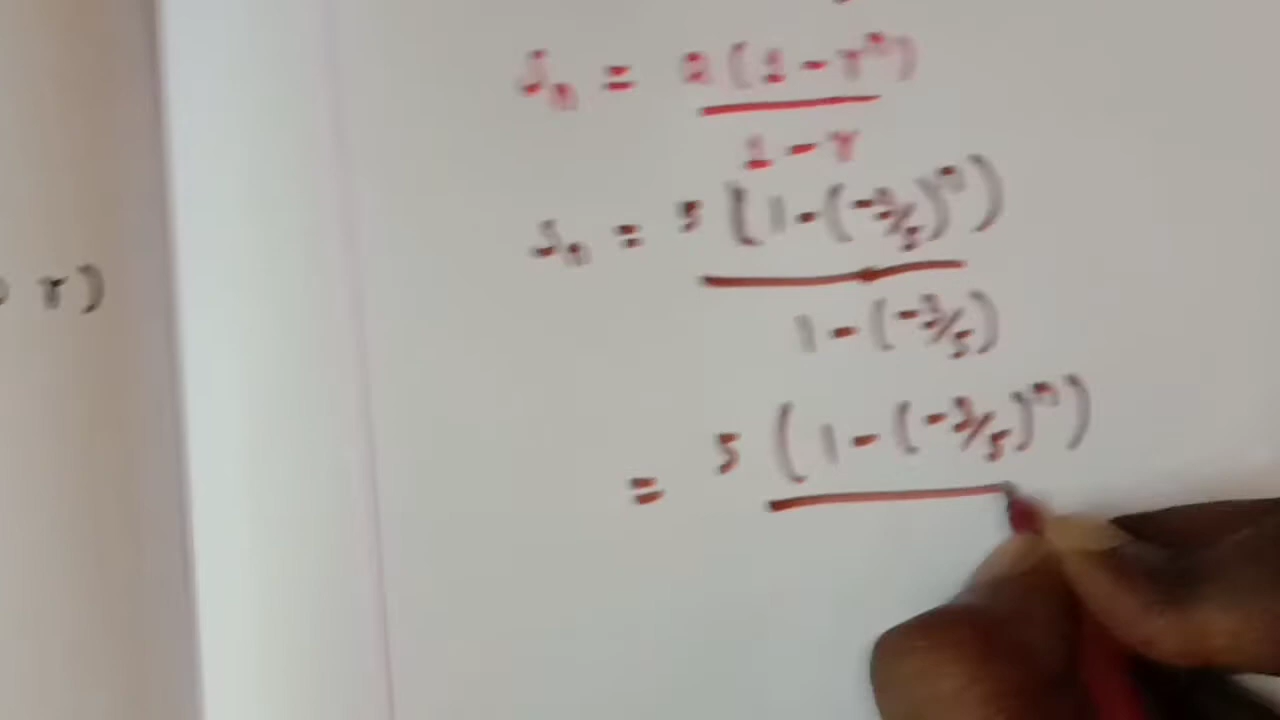 Sn = a(1-r^n)
1-r
Sn = 5(1-(-3/5)^n)
1-(-3/5)
r)
= 5(1-(-3/5)^n)